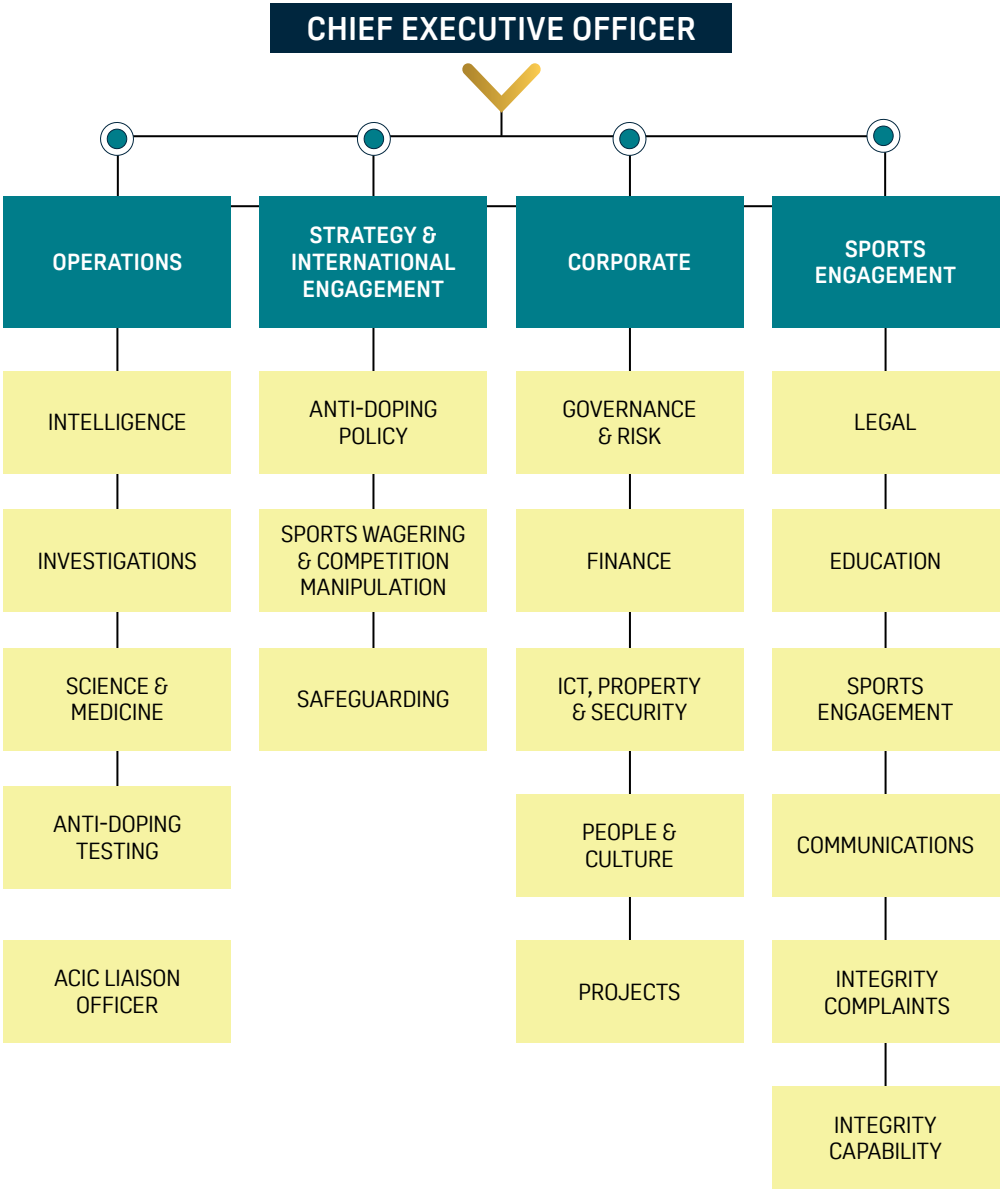 CHIEF EXECUTIVE OFFICER
OPERATIONS
STRATEGY &
INTERNATIONAL
ENGAGEMENT
CORPORATE
SPORTS
ENGAGEMENT
INTELLIGENCE
ANTI-DOPING
POLICY
GOVERNANCE
& RISK
LEGAL
INVESTIGATIONS
SPORTS WAGERING
& COMPETITION
MANIPULATION
FINANCE
EDUCATION
SCIENCE &
MEDICINE
SAFEGUARDING
ICT, PROPERTY
& SECURITY
SPORTS
ENGAGEMENT
ANTI-DOPING
TESTING
PEOPLE &
CULTURE
COMMUNICATIONS
ACIC LIAISON
OFFICER
PROJECTS
INTEGRITY
COMPLAINTS
INTEGRITY
CAPABILITY